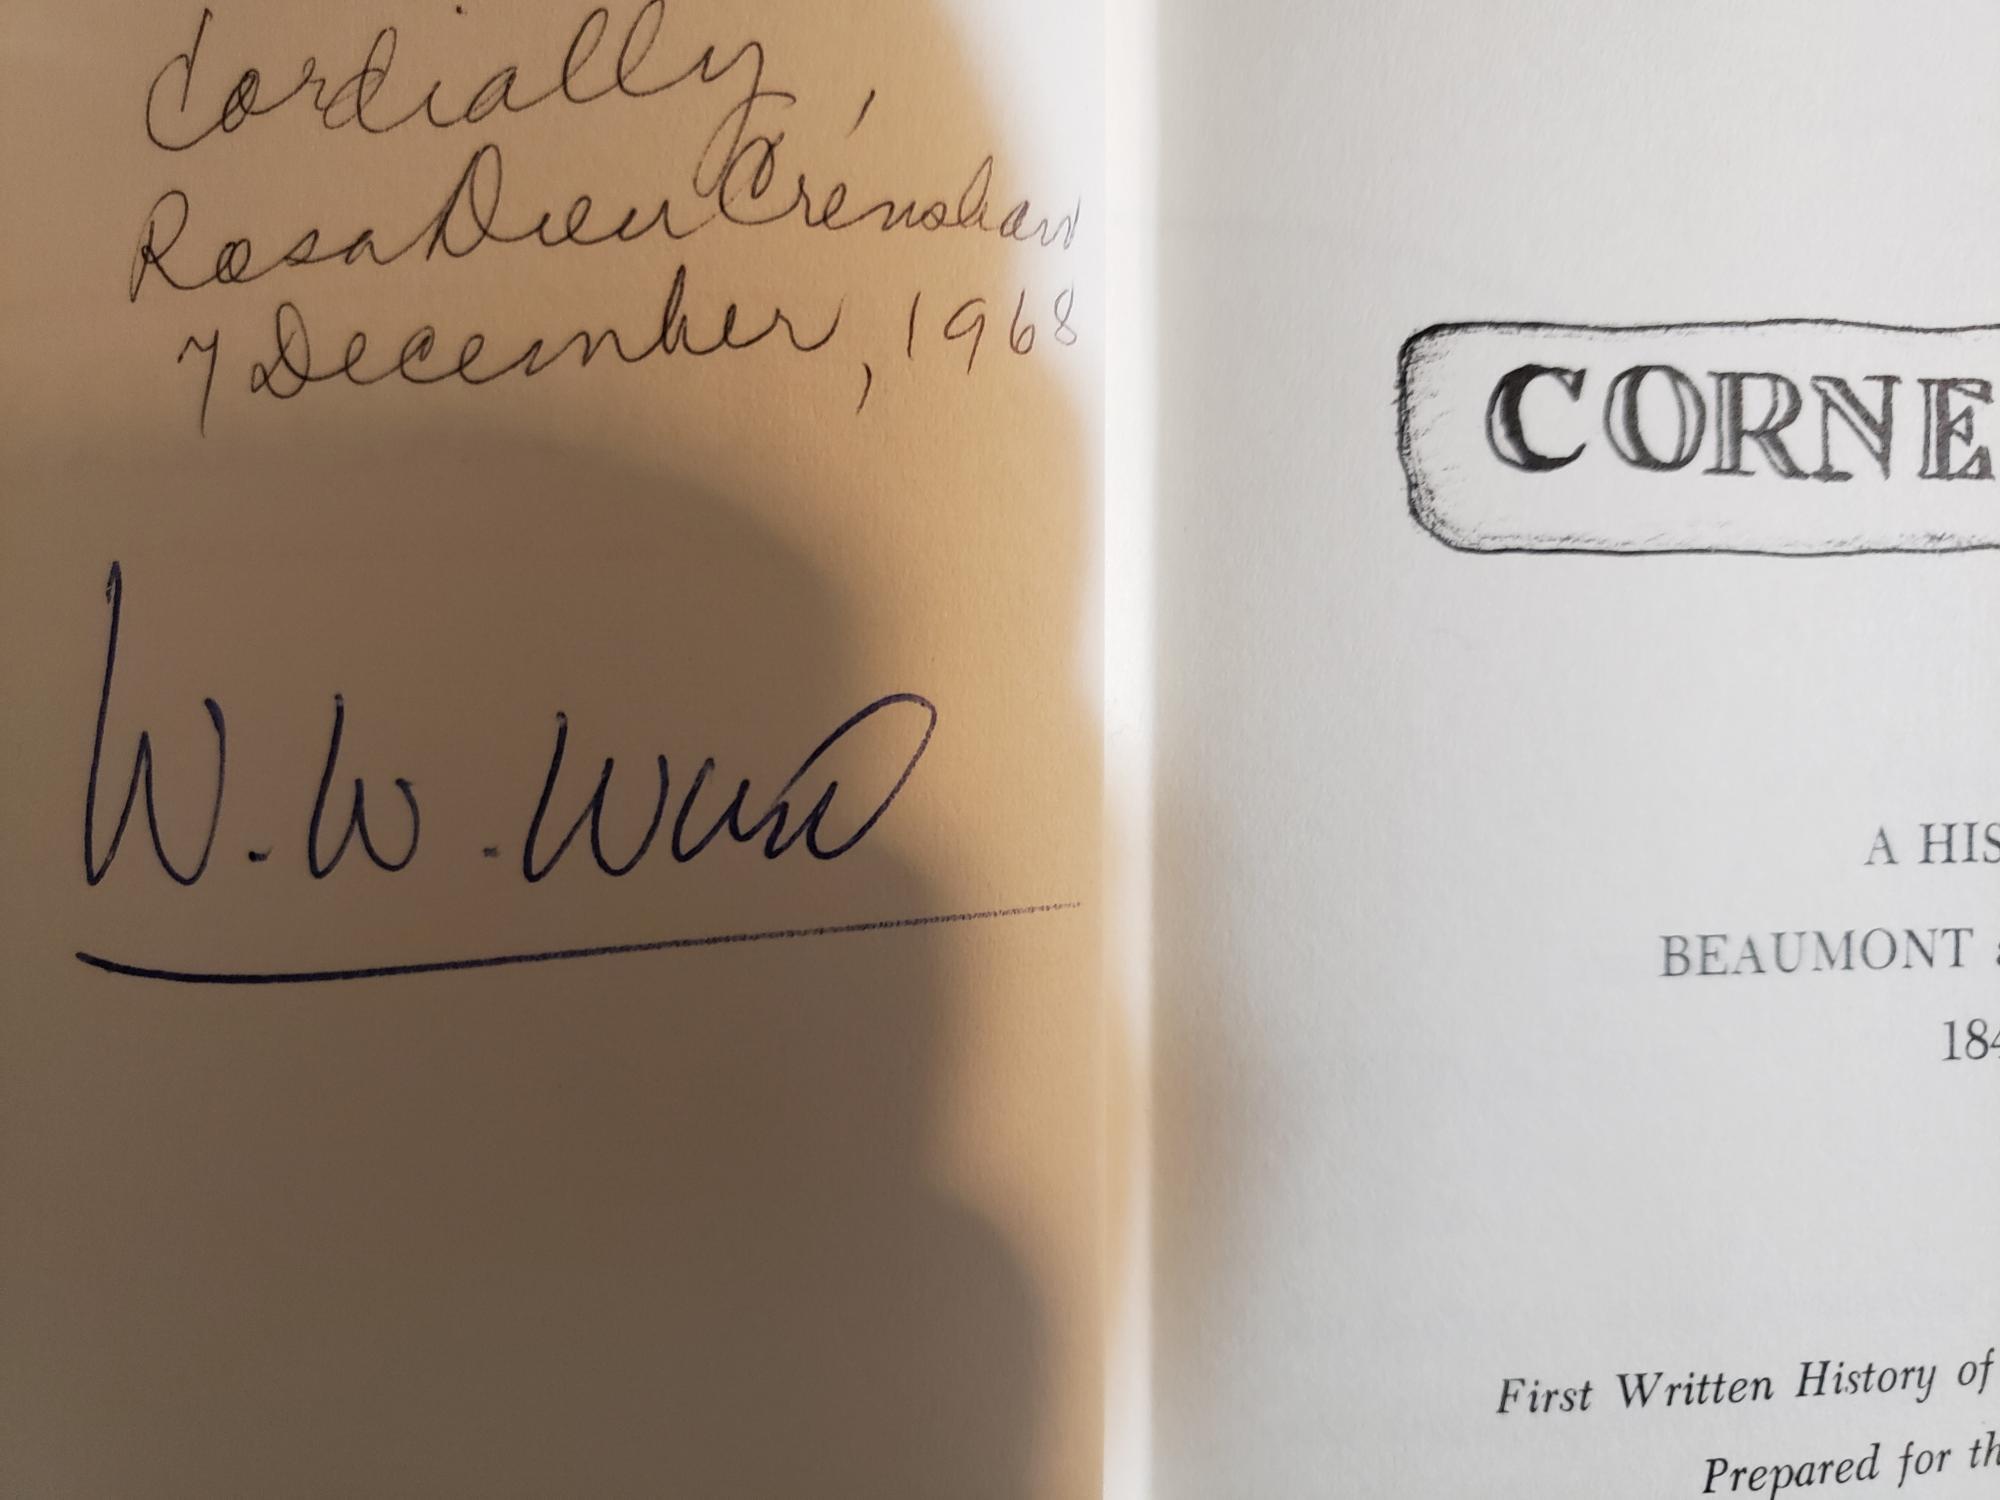 Cordially,
Rosa Dieu Crenshaw
7 December, 1968
W. W. Ward
CORNE
A HIS
BEAUMONT
184
First Written History of
Prepared for th